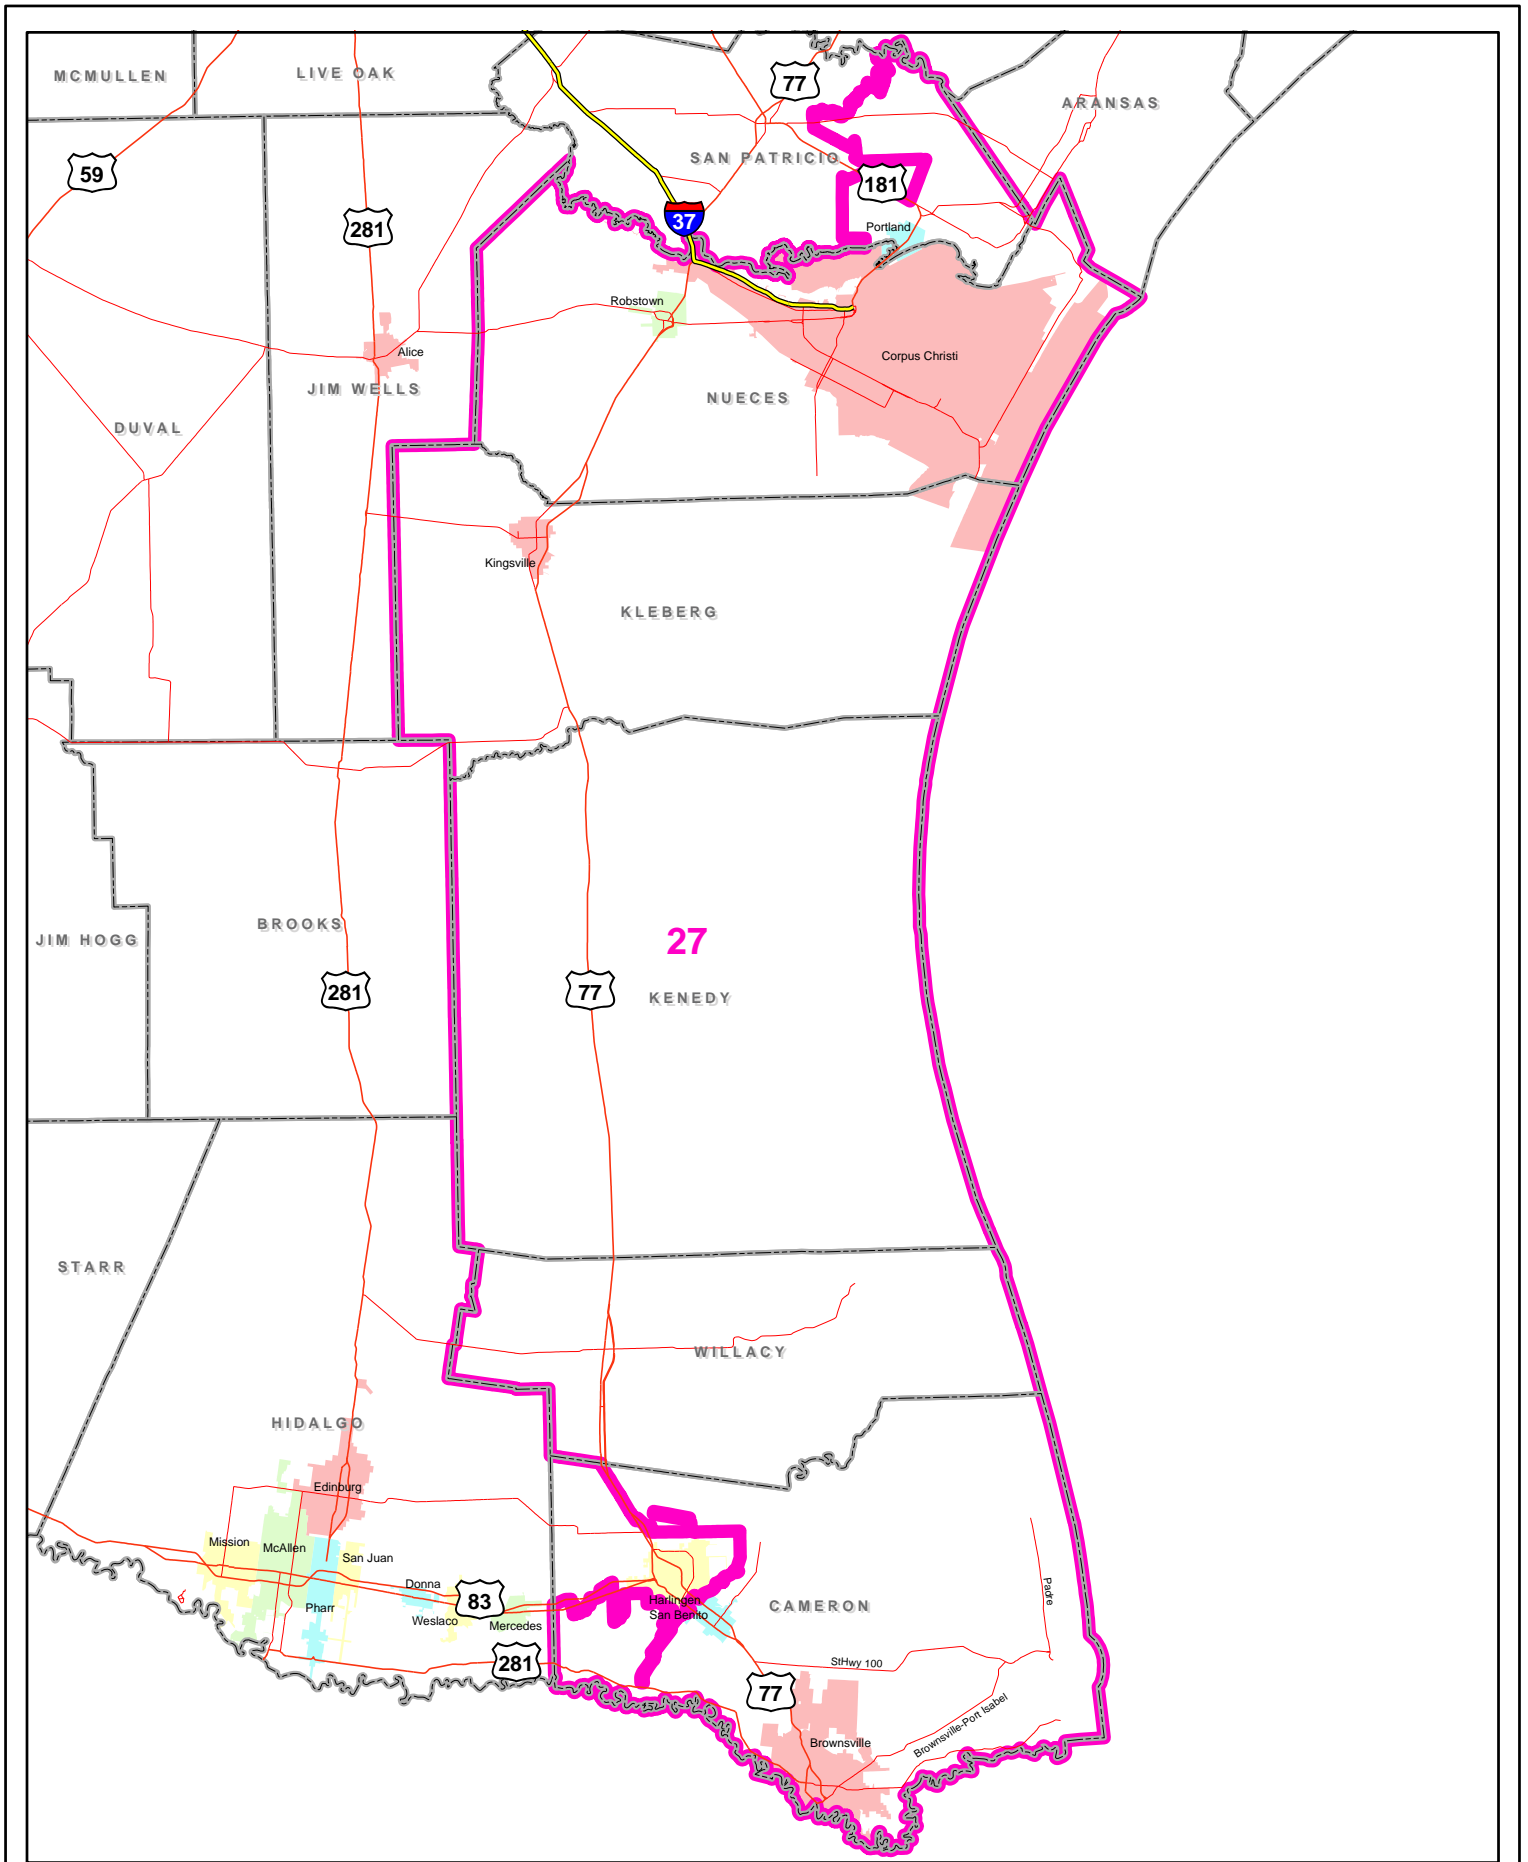 MCMULLEN
LIVE OAK
77
ARANSAS
SAN PATRICIO
59
181
281
37
Portland
Robstown
Alice
Corpus Christi
JIM WELLS
NUECES
DUVAL
Kingsville
KLEBERG
BROOKS
JIM HOGG
27
281
77
KENEDY
STARR
WILLACY
HIDALGO
Edinburg
Mission
McAllen
San Juan
Donna
83
Harlingen
Padre
Pharr
Weslaco
Mercedes
San Benito
CAMERON
281
StHwy 100
77
Brownsville-Port Isabel
Brownsville